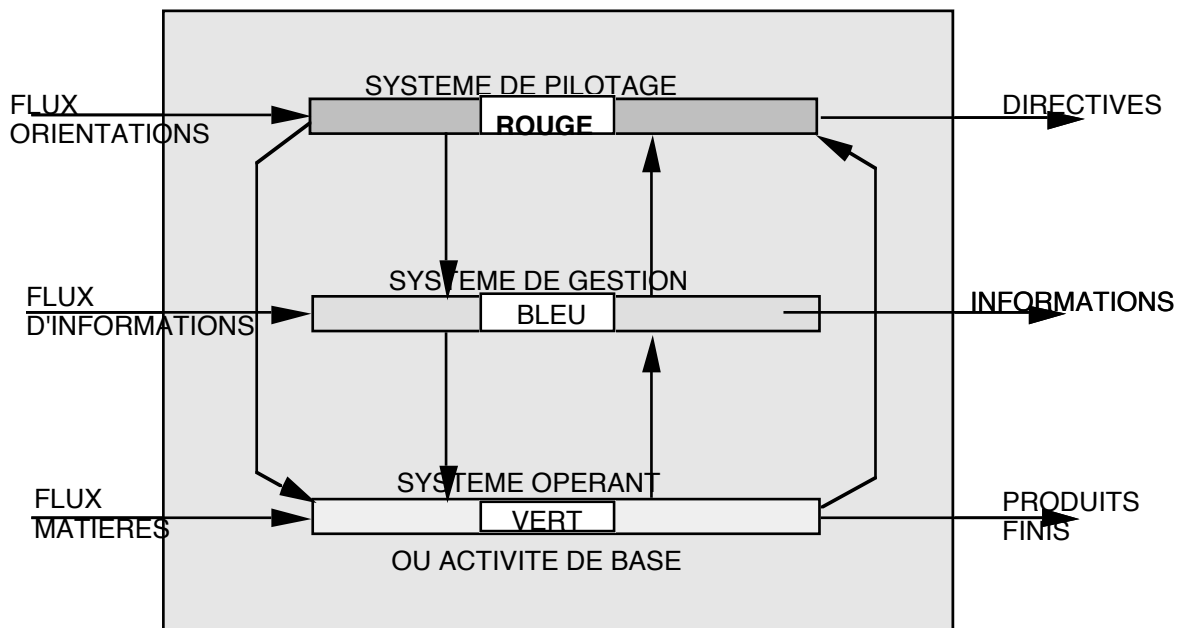 SYSTEME DE PILOTAGE
FLUX
ORIENTATIONS
ROUGE
DIRECTIVES
SYSTEME DE GESTION
FLUX
D'INFORMATIONS
BLEU
INFORMATIONS
SYSTEME OPERANT
FLUX
MATIERES
VERT
PRODUITS
FINIS
OU ACTIVITE DE BASE